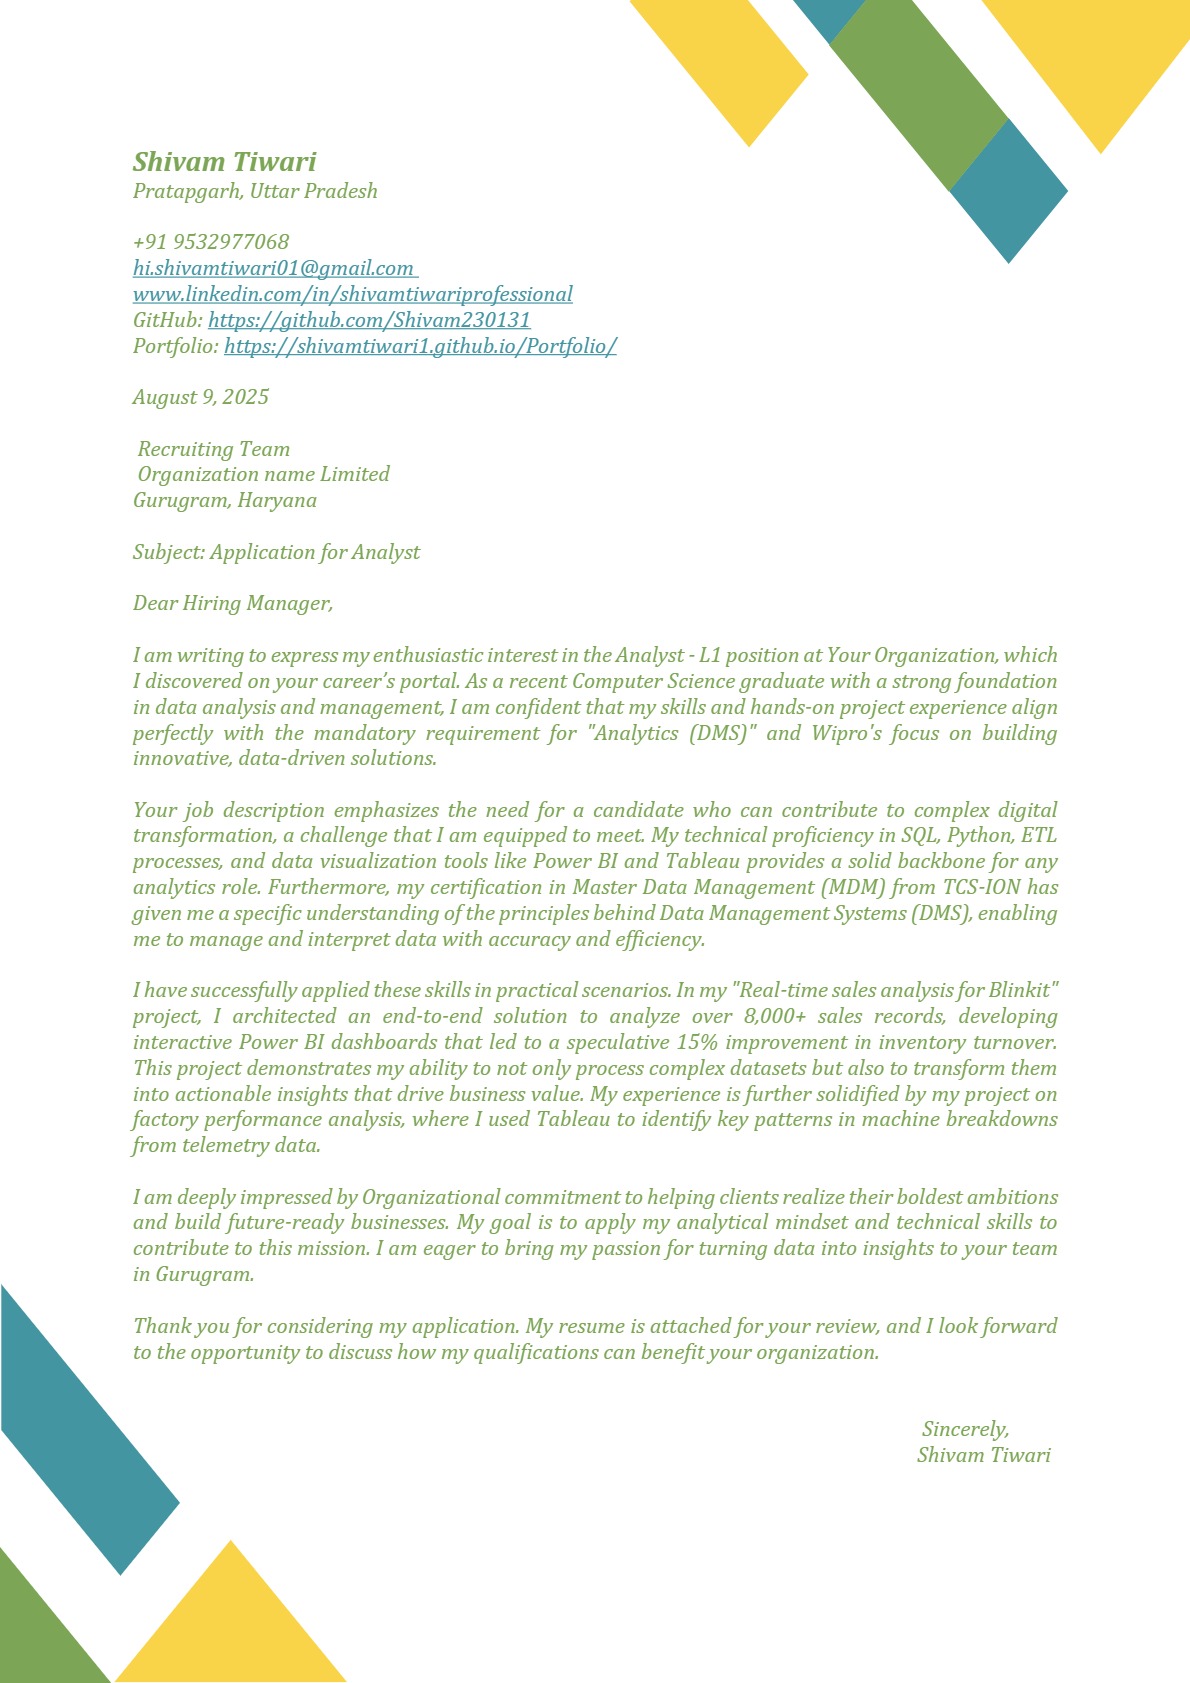 Shivam Tiwari
Pratapgarh, Uttar Pradesh
+91 9532977068
hi.shivamtiwari01@gmail.com
www.linkedin.com/in/shivamtiwariprofessional
GitHub: https://github.com/Shivam230131
Portfolio: https://shivamtiwari1.github.io/Portfolio/
August 9, 2025
Recruiting Team
Organization name Limited
Gurugram, Haryana
Subject: Application for Analyst
Dear Hiring Manager,
I am writing to express my enthusiastic interest in the Analyst - L1 position at Your Organization, which
I discovered on your career’s portal. As a recent Computer Science graduate with a strong foundation
in data analysis and management, I am confident that my skills and hands-on project experience align
perfectly with the mandatory requirement for "Analytics (DMS)" and Wipro's focus on building
innovative, data-driven solutions.
Your job description emphasizes the need for a candidate who can contribute to complex digital
transformation, a challenge that I am equipped to meet. My technical proficiency in SQL, Python, ETL
processes, and data visualization tools like Power BI and Tableau provides a solid backbone for any
analytics role. Furthermore, my certification in Master Data Management (MDM) from TCS-ION has
given me a specific understanding of the principles behind Data Management Systems (DMS), enabling
me to manage and interpret data with accuracy and efficiency.
I have successfully applied these skills in practical scenarios. In my "Real-time sales analysis for Blinkit"
project, I architected an end-to-end solution to analyze over 8,000+ sales records, developing
interactive Power BI dashboards that led to a speculative 15% improvement in inventory turnover.
This project demonstrates my ability to not only process complex datasets but also to transform them
into actionable insights that drive business value. My experience is further solidified by my project on
factory performance analysis, where I used Tableau to identify key patterns in machine breakdowns
from telemetry data.
I am deeply impressed by Organizational commitment to helping clients realize their boldest ambitions
and build future-ready businesses. My goal is to apply my analytical mindset and technical skills to
contribute to this mission. I am eager to bring my passion for turning data into insights to your team
in Gurugram.
Thank you for considering my application. My resume is attached for your review, and I look forward
to the opportunity to discuss how my qualifications can benefit your organization.
Sincerely,
Shivam Tiwari